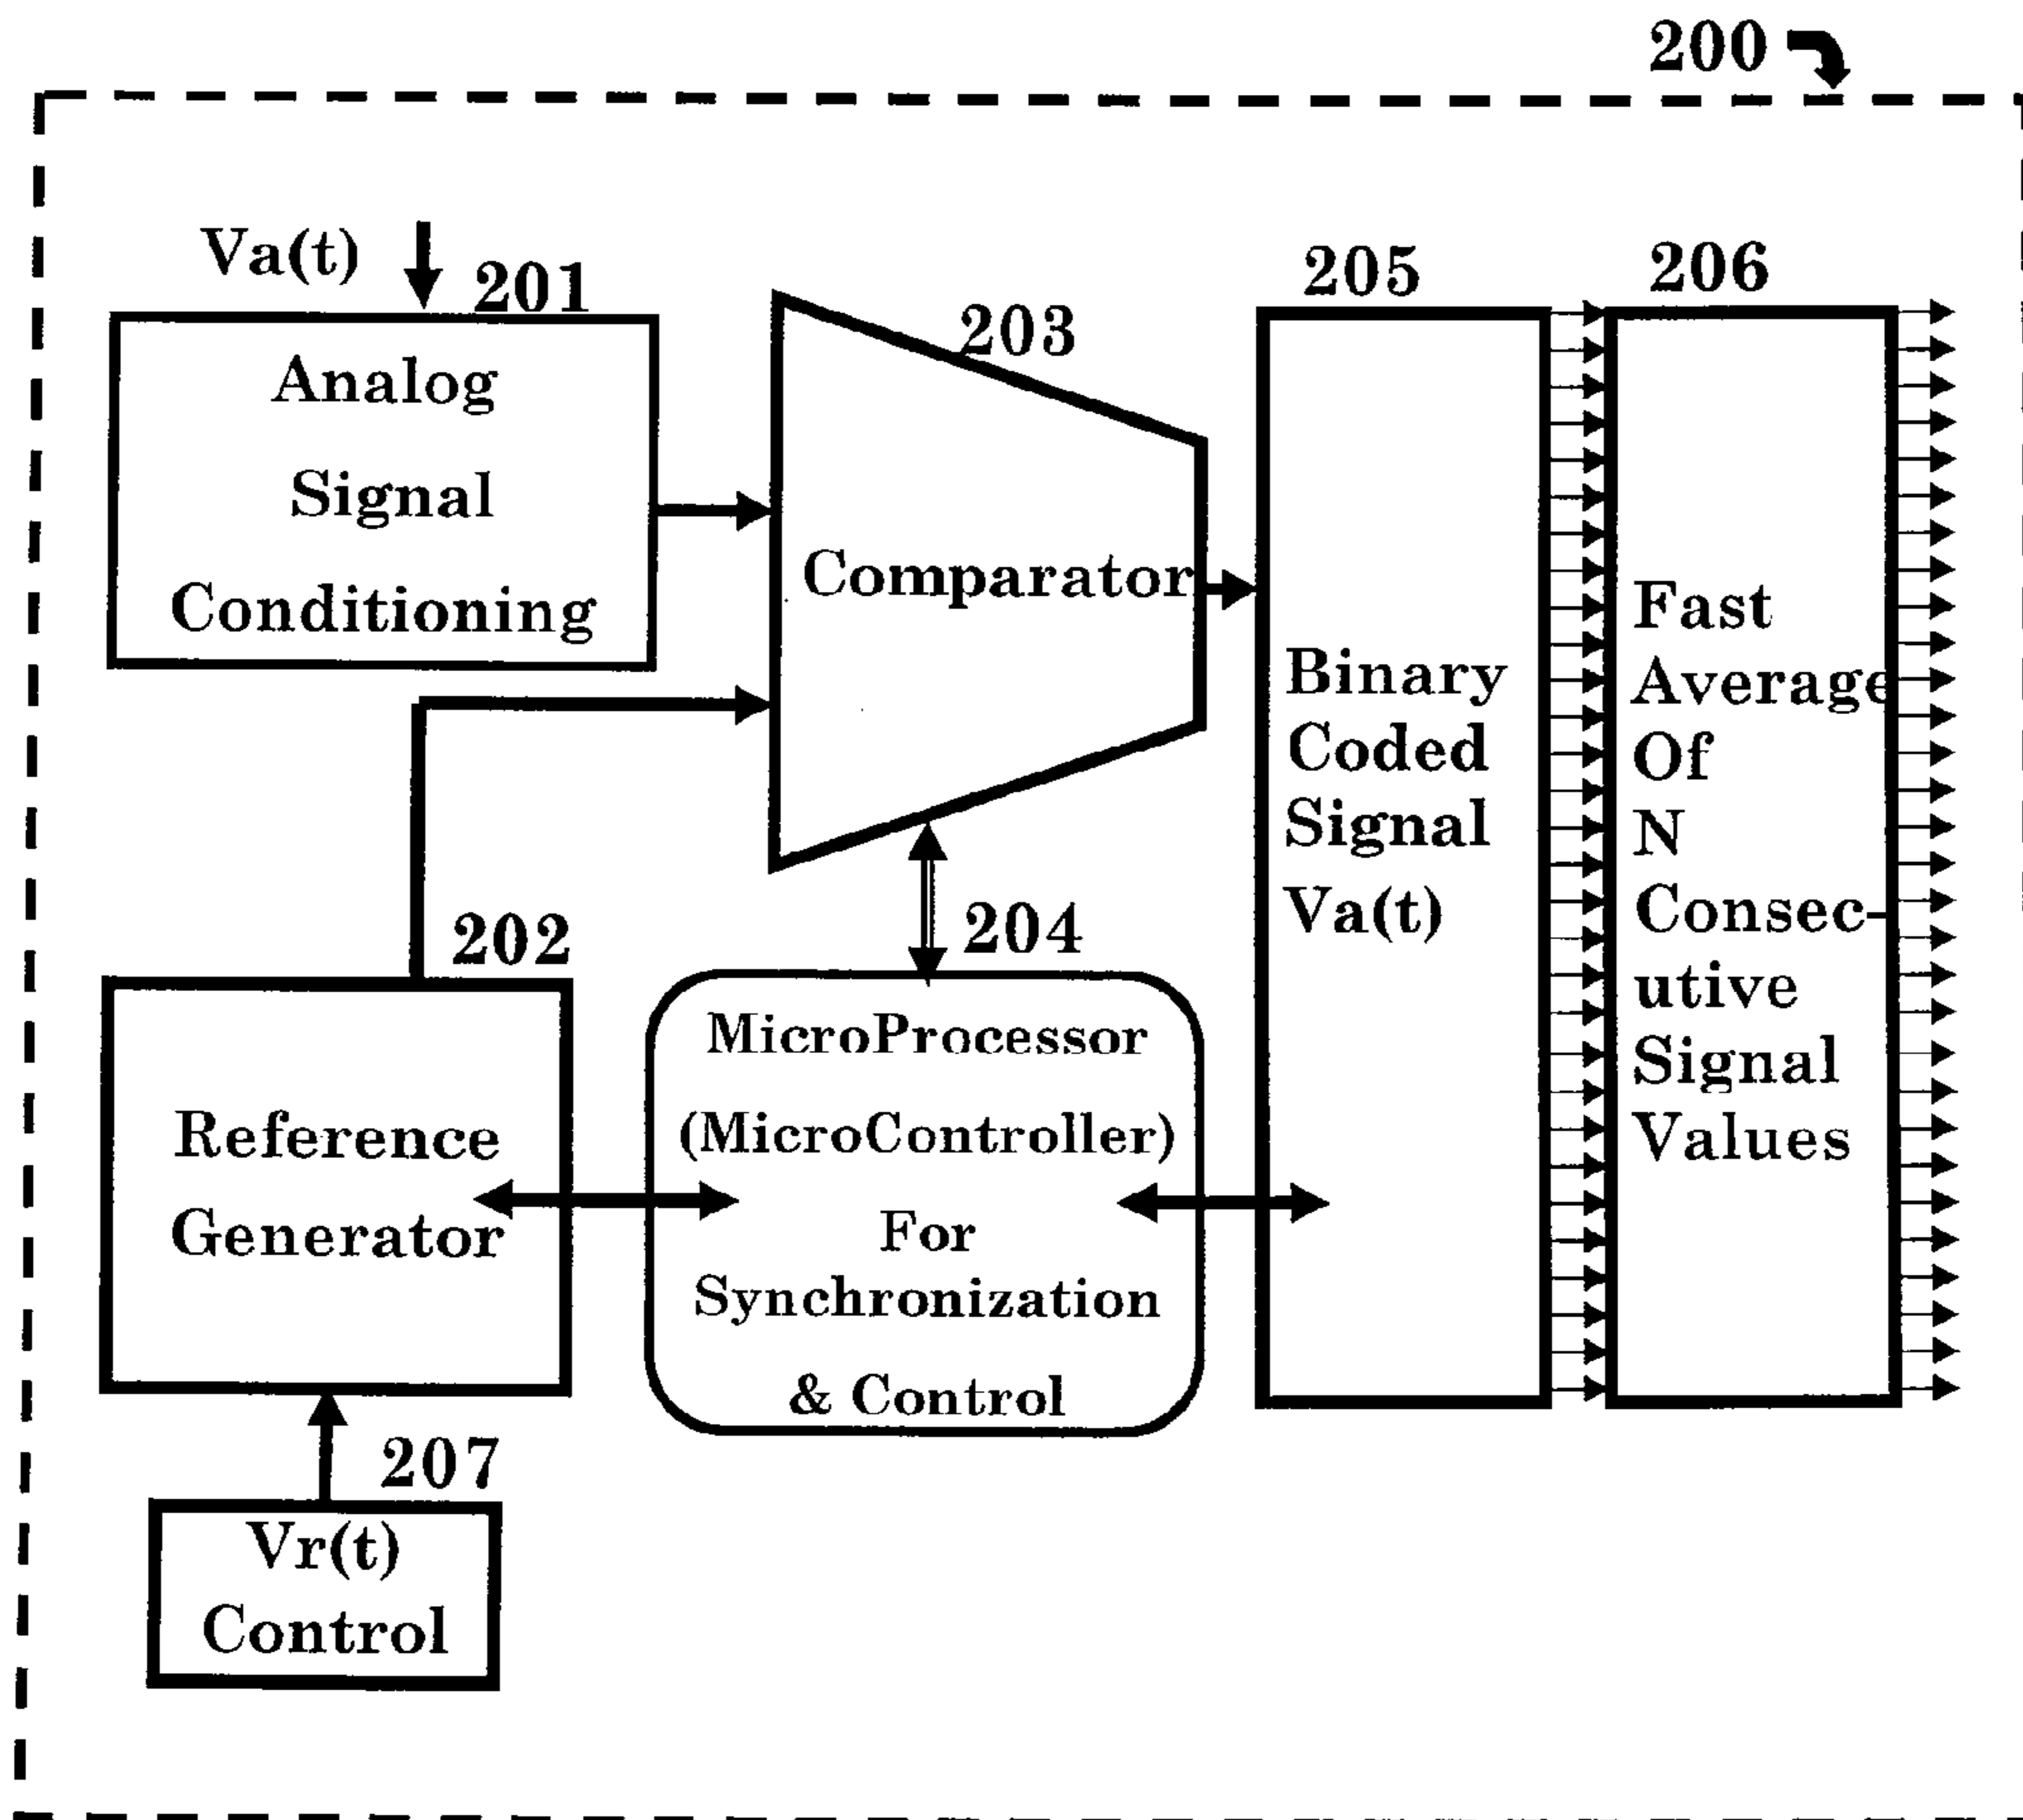 200
Va(t)
201
Analog
Signal
Conditioning
203
Comparator
205
Binary
Coded
Signal
Va(t)
206
Fast
Average
Of
N
Consec-
utive
Signal
Values
202
Reference
Generator
204
MicroProcessor
(MicroController)
For
Synchronization
& Control
207
Vr(t)
Control